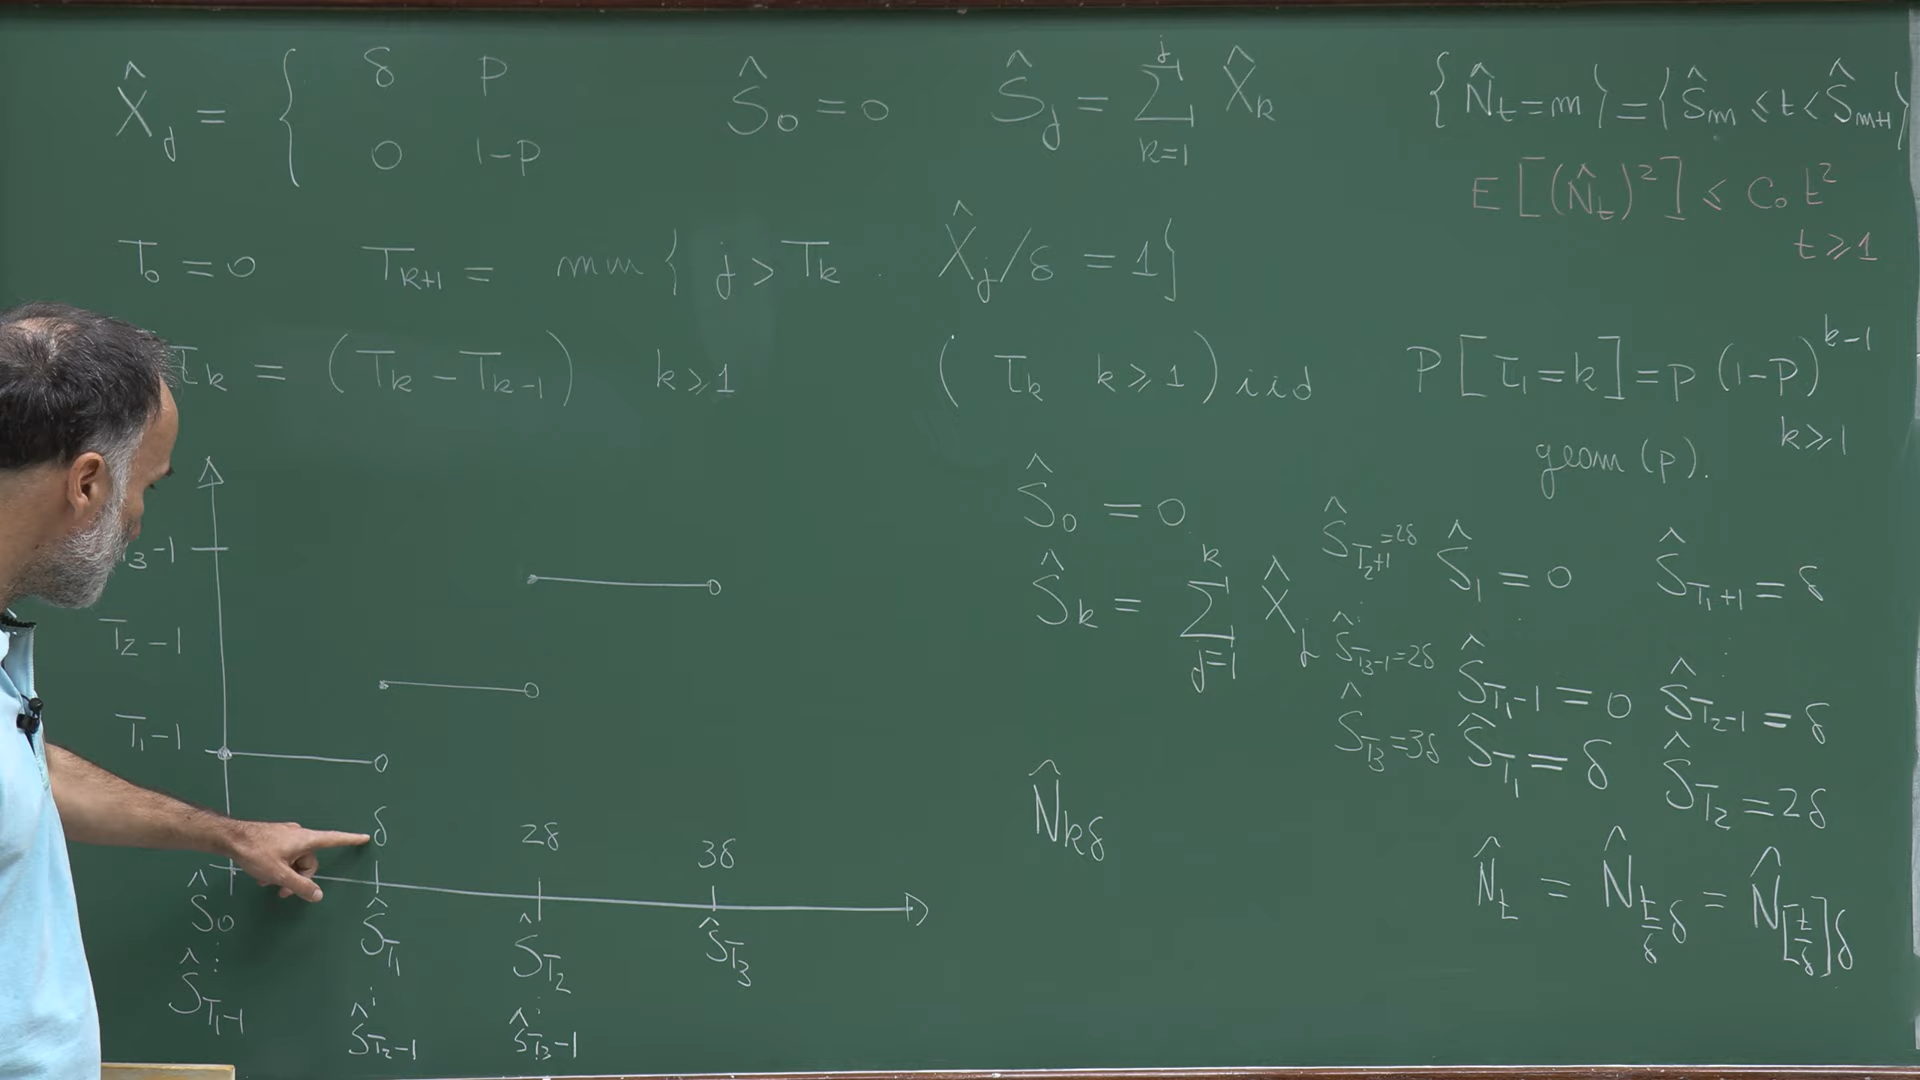 X̂_j = { δ p
0 1-p
Ŝ_0 = 0
Ŝ_j = Σ_{k=1}^{j} X̂_k
{N̂_t = m} = {Ŝ_m ≤ t < Ŝ_{m+1}}
E[(N̂_t)²] ≤ C_0 t²
t ≥ 1
T_0 = 0
T_{k+1} = min { j > T_k . X̂_j/δ = 1}
τ_k = (T_k - T_{k-1}) k ≥ 1
(τ_k k ≥ 1) iid
P[τ_1 = k] = p (1-p)^{k-1}
k ≥ 1
geom (p).
Ŝ_0 = 0
Ŝ_k = Σ_{j=1}^{k} X̂_j
Ŝ_{T_2+1} = 2δ
⋮
Ŝ_{T_3-1} = 2δ
Ŝ_{T_3} = 3δ
Ŝ_1 = 0
⋮
Ŝ_{T_1-1} = 0
Ŝ_{T_1} = δ
Ŝ_{T_1+1} = δ
⋮
Ŝ_{T_2-1} = δ
Ŝ_{T_2} = 2δ
N̂_{kδ}
N̂_t = N̂_{\frac{t}{δ}δ} = N̂_{[\frac{t}{δ}]δ}
3-1
T_2-1
T_1-1
δ 2δ 3δ
Ŝ_0 Ŝ_{T_1} Ŝ_{T_2} Ŝ_{T_3}
⋮ ⋮ ⋮
Ŝ_{T_1-1} Ŝ_{T_2-1} Ŝ_{T_3-1}